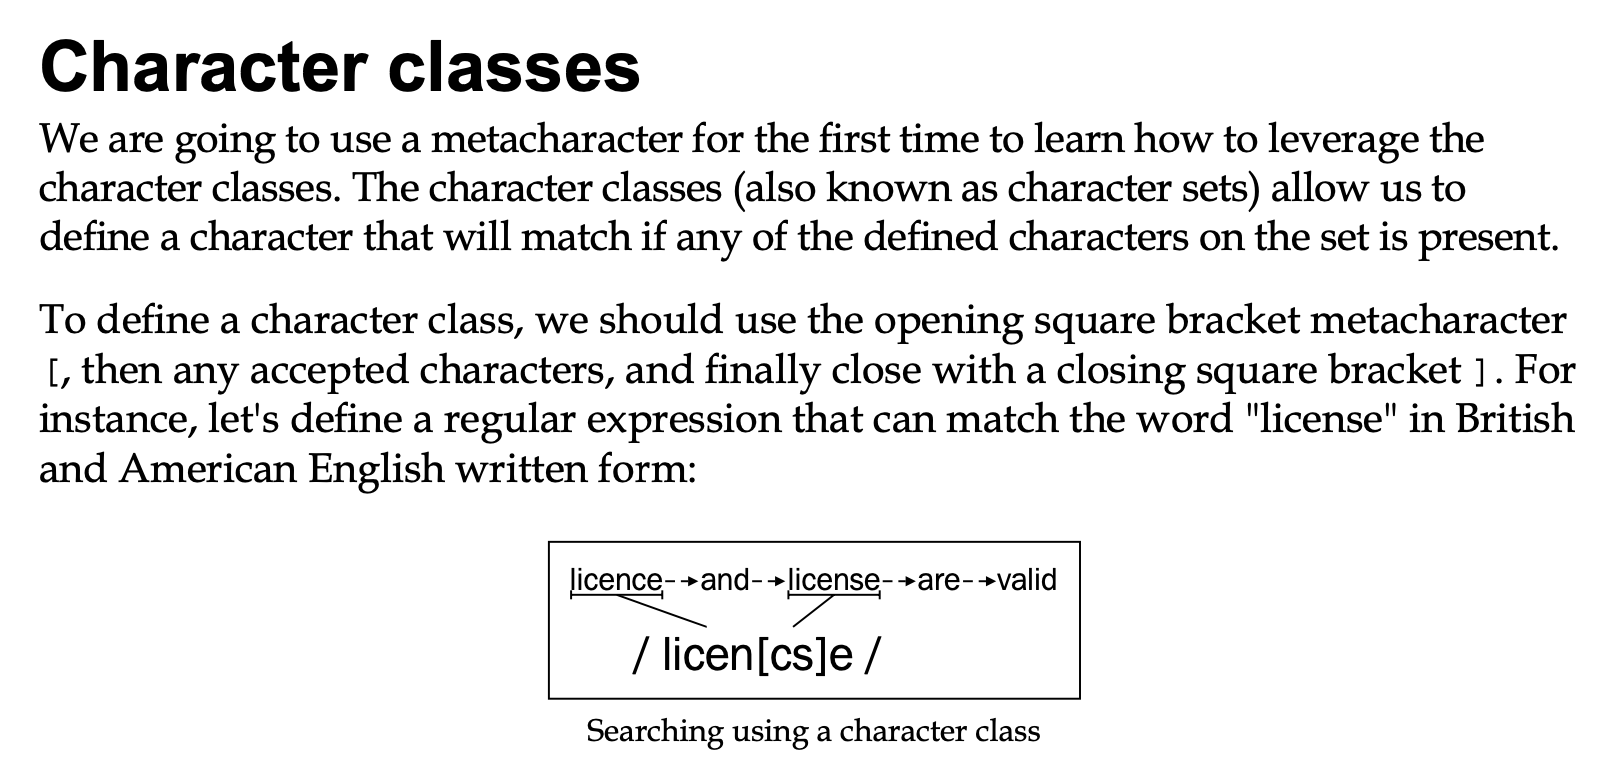 Character classes
We are going to use a metacharacter for the first time to learn how to leverage the
character classes. The character classes (also known as character sets) allow us to
define a character that will match if any of the defined characters on the set is present.
To define a character class, we should use the opening square bracket metacharacter
[, then any accepted characters, and finally close with a closing square bracket ]. For
instance, let's define a regular expression that can match the word "license" in British
and American English written form:
licence-➝and-➝license-➝are-➝valid
/ licen[cs]e /
Searching using a character class